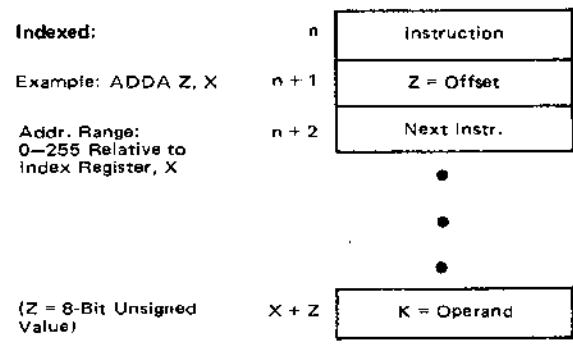 Indexed: n Instruction
Example: ADDA Z, X n + 1 Z = Offset
Addr. Range: n + 2 Next Instr.
0–255 Relative to
Index Register, X
(Z = 8-Bit Unsigned X + Z K = Operand
Value)